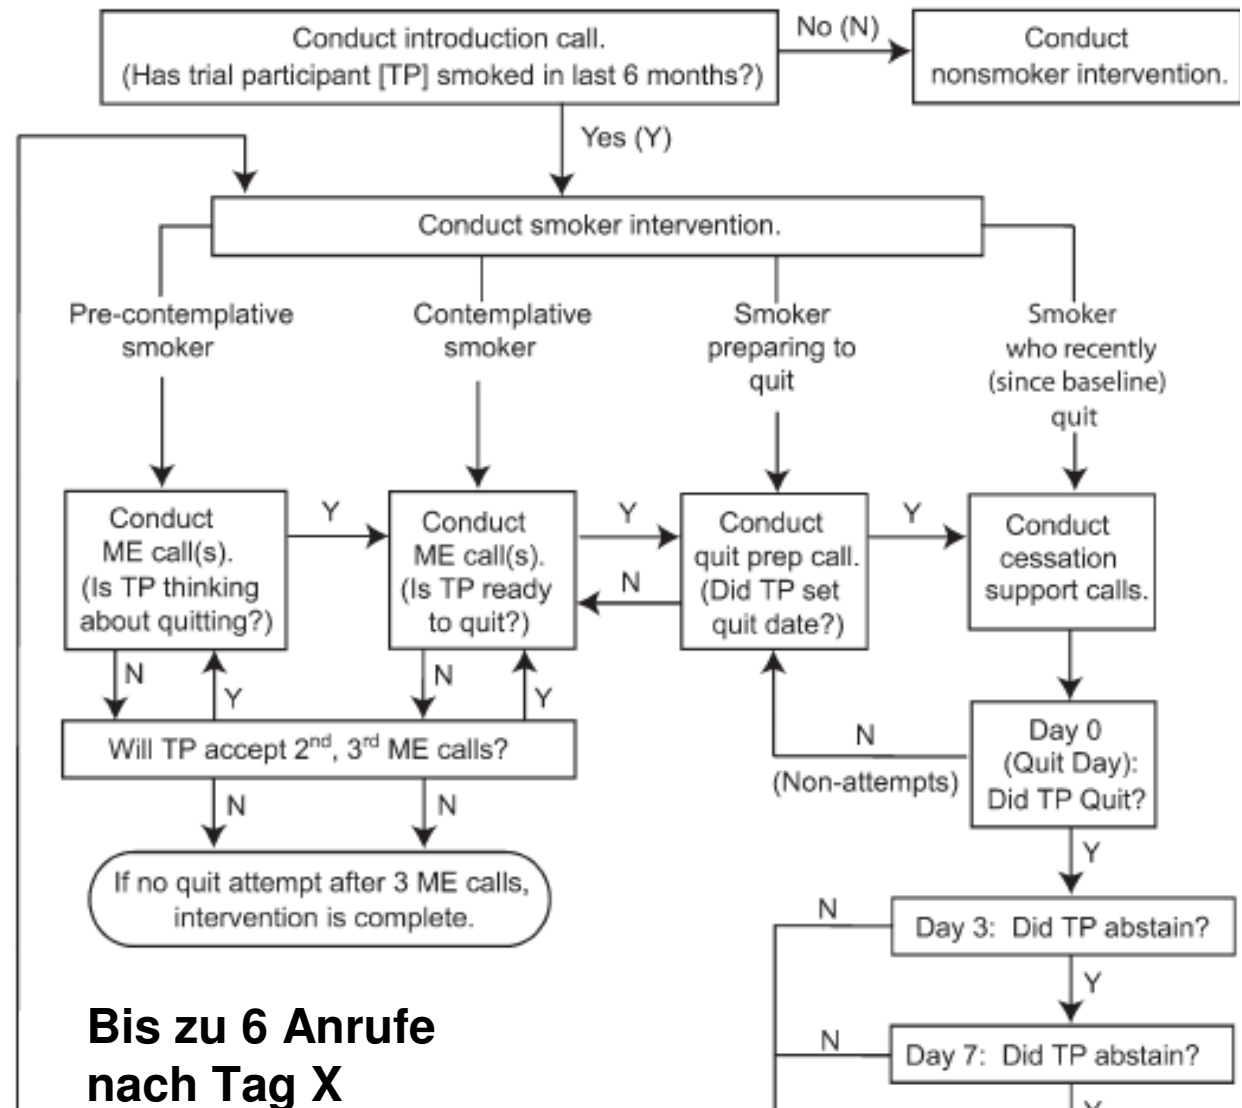 Conduct introduction call.
(Has trial participant [TP] smoked in last 6 months?)
No (N)
Conduct
nonsmoker intervention.
Yes (Y)
Conduct smoker intervention.
Pre-contemplative
smoker
Contemplative
smoker
Smoker
preparing to
quit
Smoker
who recently
(since baseline)
quit
Conduct
ME call(s).
(Is TP thinking
about quitting?)
Y
Conduct
ME call(s).
(Is TP ready
to quit?)
Y
N
Conduct
quit prep call.
(Did TP set
quit date?)
Y
Conduct
cessation
support calls.
N
Y
N
Y
Will TP accept 2nd, 3rd ME calls?
N
N
If no quit attempt after 3 ME calls,
intervention is complete.
N
(Non-attempts)
Day 0
(Quit Day):
Did TP Quit?
Y
N
Day 3: Did TP abstain?
Y
N
Day 7: Did TP abstain?
Y
Bis zu 6 Anrufe
nach Tag X